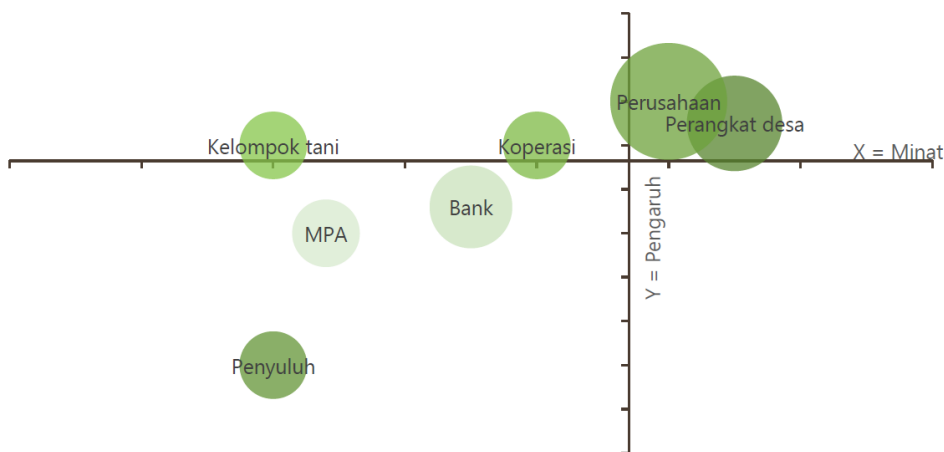 Perusahaan
Perangkat desa
Kelompok tani
Koperasi
X = Minat
Bank
MPA
Y = Pengaruh
Penyuluh